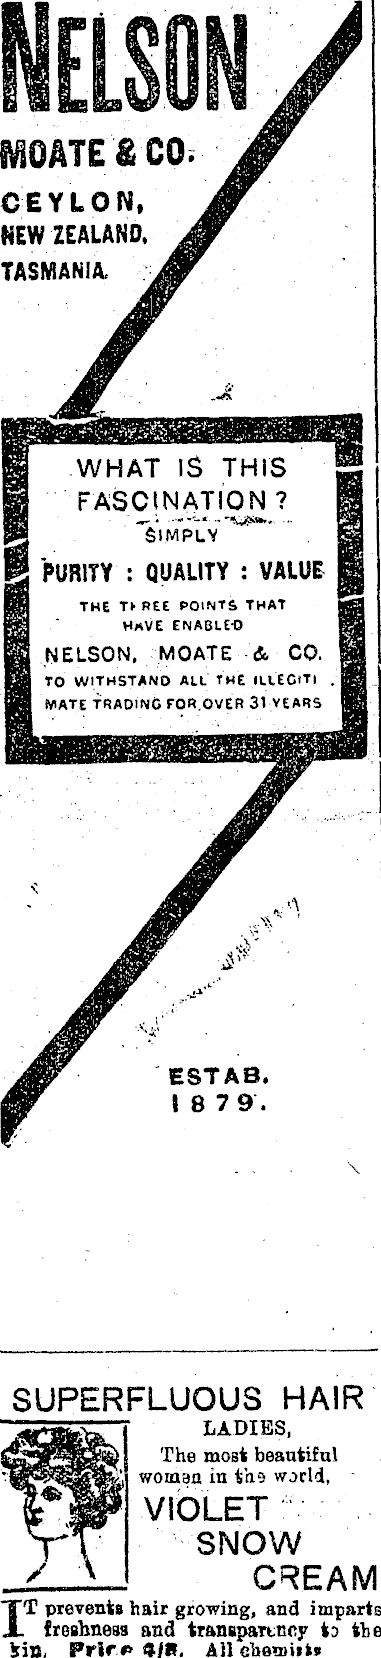 NELSON
MOATE & CO.
CEYLON,
NEW ZEALAND,
TASMANIA.
WHAT IS THIS
FASCINATION?
SIMPLY
PURITY : QUALITY : VALUE
THE THREE POINTS THAT
HAVE ENABLED
NELSON, MOATE & CO.
TO WITHSTAND ALL THE ILLEGITI
MATE TRADING FOR OVER 31 YEARS
ESTAB.
1879.
SUPERFLUOUS HAIR
LADIES,
The most beautiful
woman in the world,
VIOLET
SNOW
CREAM
IT prevents hair growing, and imparts
freshness and transparency to the
kin. Price All chemists